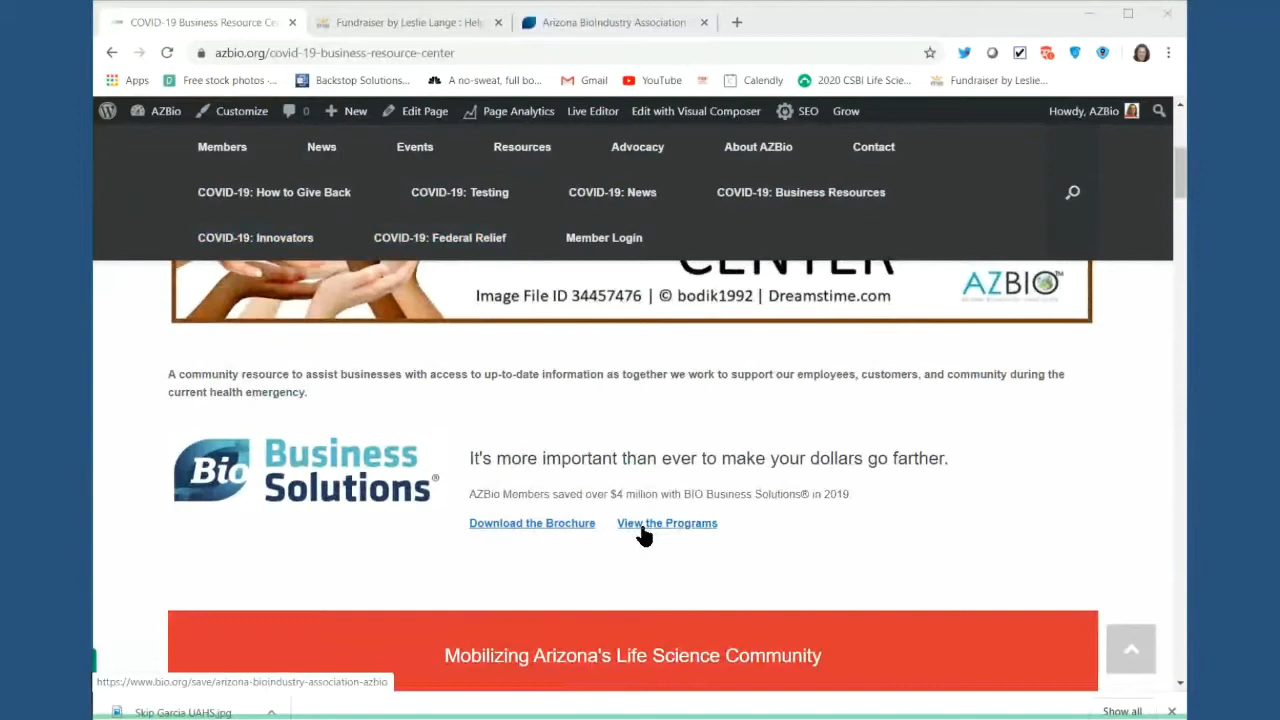 COVID-19 Business Resource Ce
Fundraiser by Leslie Lange : Help
Arizona BioIndustry Association
azbio.org/covid-19-business-resource-center
Apps
Free stock photos -...
Backstop Solutions...
A no-sweat, full bo...
Gmail
YouTube
Calendly
2020 CSBI Life Scie...
Fundraiser by Leslie...
AZBio
Customize
0
New
Edit Page
Page Analytics
Live Editor
Edit with Visual Composer
SEO
Grow
Howdy, AZBio
Members
News
Events
Resources
Advocacy
About AZBio
Contact
COVID-19: How to Give Back
COVID-19: Testing
COVID-19: News
COVID-19: Business Resources
COVID-19: Innovators
COVID-19: Federal Relief
Member Login
CENTER
Image File ID 34457476 | © bodik1992 | Dreamstime.com
AZBIO™
A community resource to assist businesses with access to up-to-date information as together we work to support our employees, customers, and community during the
current health emergency.
Bio
Business
Solutions®
It's more important than ever to make your dollars go farther.
AZBio Members saved over $4 million with BIO Business Solutions® in 2019
Download the Brochure
View the Programs
Mobilizing Arizona's Life Science Community
https://www.bio.org/save/arizona-bioindustry-association-azbio
Skip Garcia UAHS.jpg
Show all